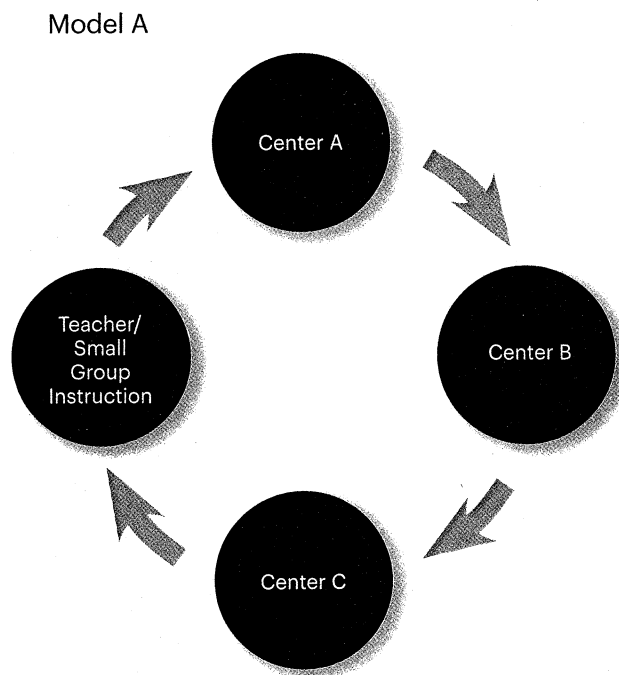 Model A
Center A
Teacher/
Small
Group
Instruction
Center B
Center C